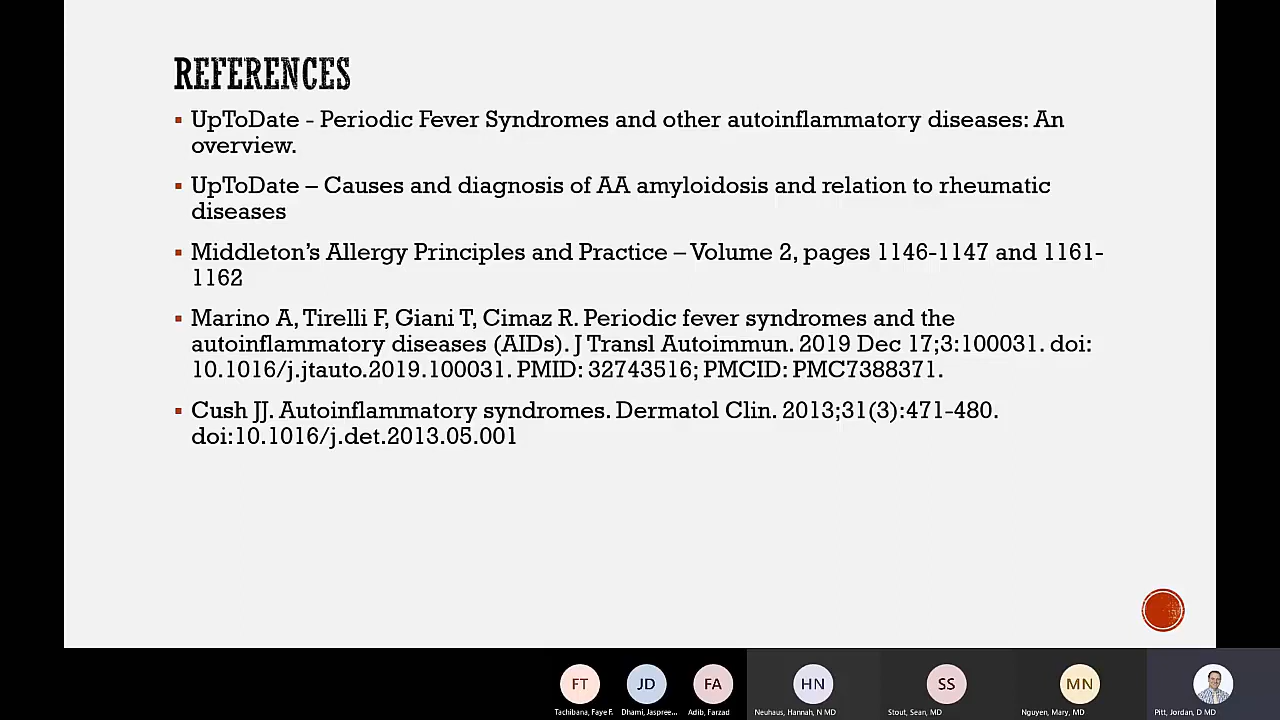 REFERENCES
UpToDate - Periodic Fever Syndromes and other autoinflammatory diseases: An
overview.
UpToDate – Causes and diagnosis of AA amyloidosis and relation to rheumatic
diseases
Middleton's Allergy Principles and Practice – Volume 2, pages 1146-1147 and 1161-
1162
Marino A, Tirelli F, Giani T, Cimaz R. Periodic fever syndromes and the
autoinflammatory diseases (AIDs). J Transl Autoimmun. 2019 Dec 17;3:100031. doi:
10.1016/j.jtauto.2019.100031. PMID: 32743516; PMCID: PMC7388371.
Cush JJ. Autoinflammatory syndromes. Dermatol Clin. 2013;31(3):471-480.
doi:10.1016/j.det.2013.05.001
FT JD FA HN SS MN
Tachibana, Faye F. Dhami, Jaspree... Adib, Farzad Neuhaus, Hannah, N MD Stout, Sean, MD Nguyen, Mary, MD Pitt, Jordan, D MD